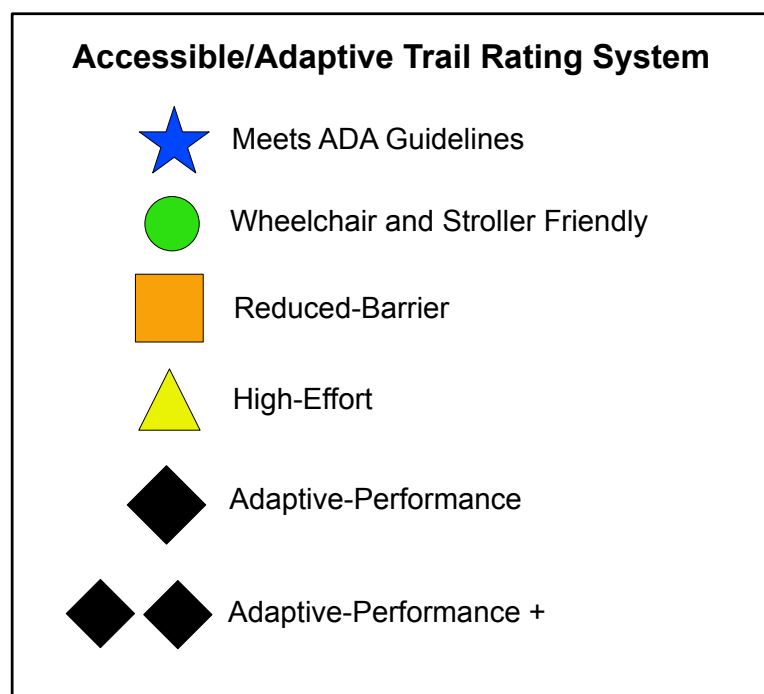 Accessible/Adaptive Trail Rating System
Meets ADA Guidelines
Wheelchair and Stroller Friendly
Reduced-Barrier
High-Effort
Adaptive-Performance
Adaptive-Performance +